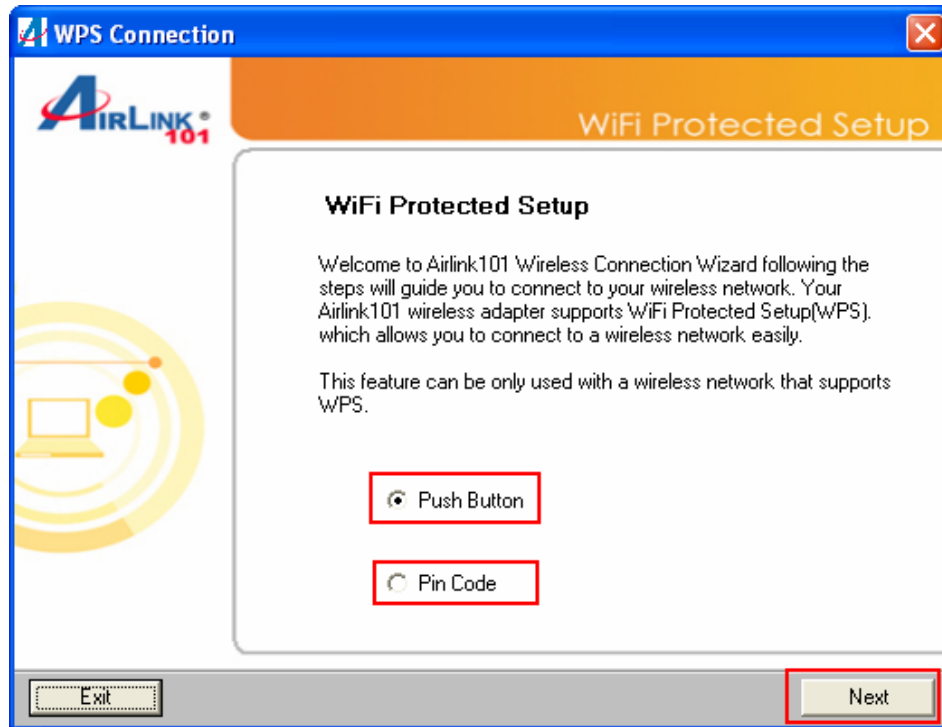 WPS Connection
AIRLINK®
101
WiFi Protected Setup
WiFi Protected Setup
Welcome to Airlink101 Wireless Connection Wizard following the
steps will guide you to connect to your wireless network. Your
Airlink101 wireless adapter supports WiFi Protected Setup(WPS).
which allows you to connect to a wireless network easily.
This feature can be only used with a wireless network that supports
WPS.
Push Button
Pin Code
Exit
Next